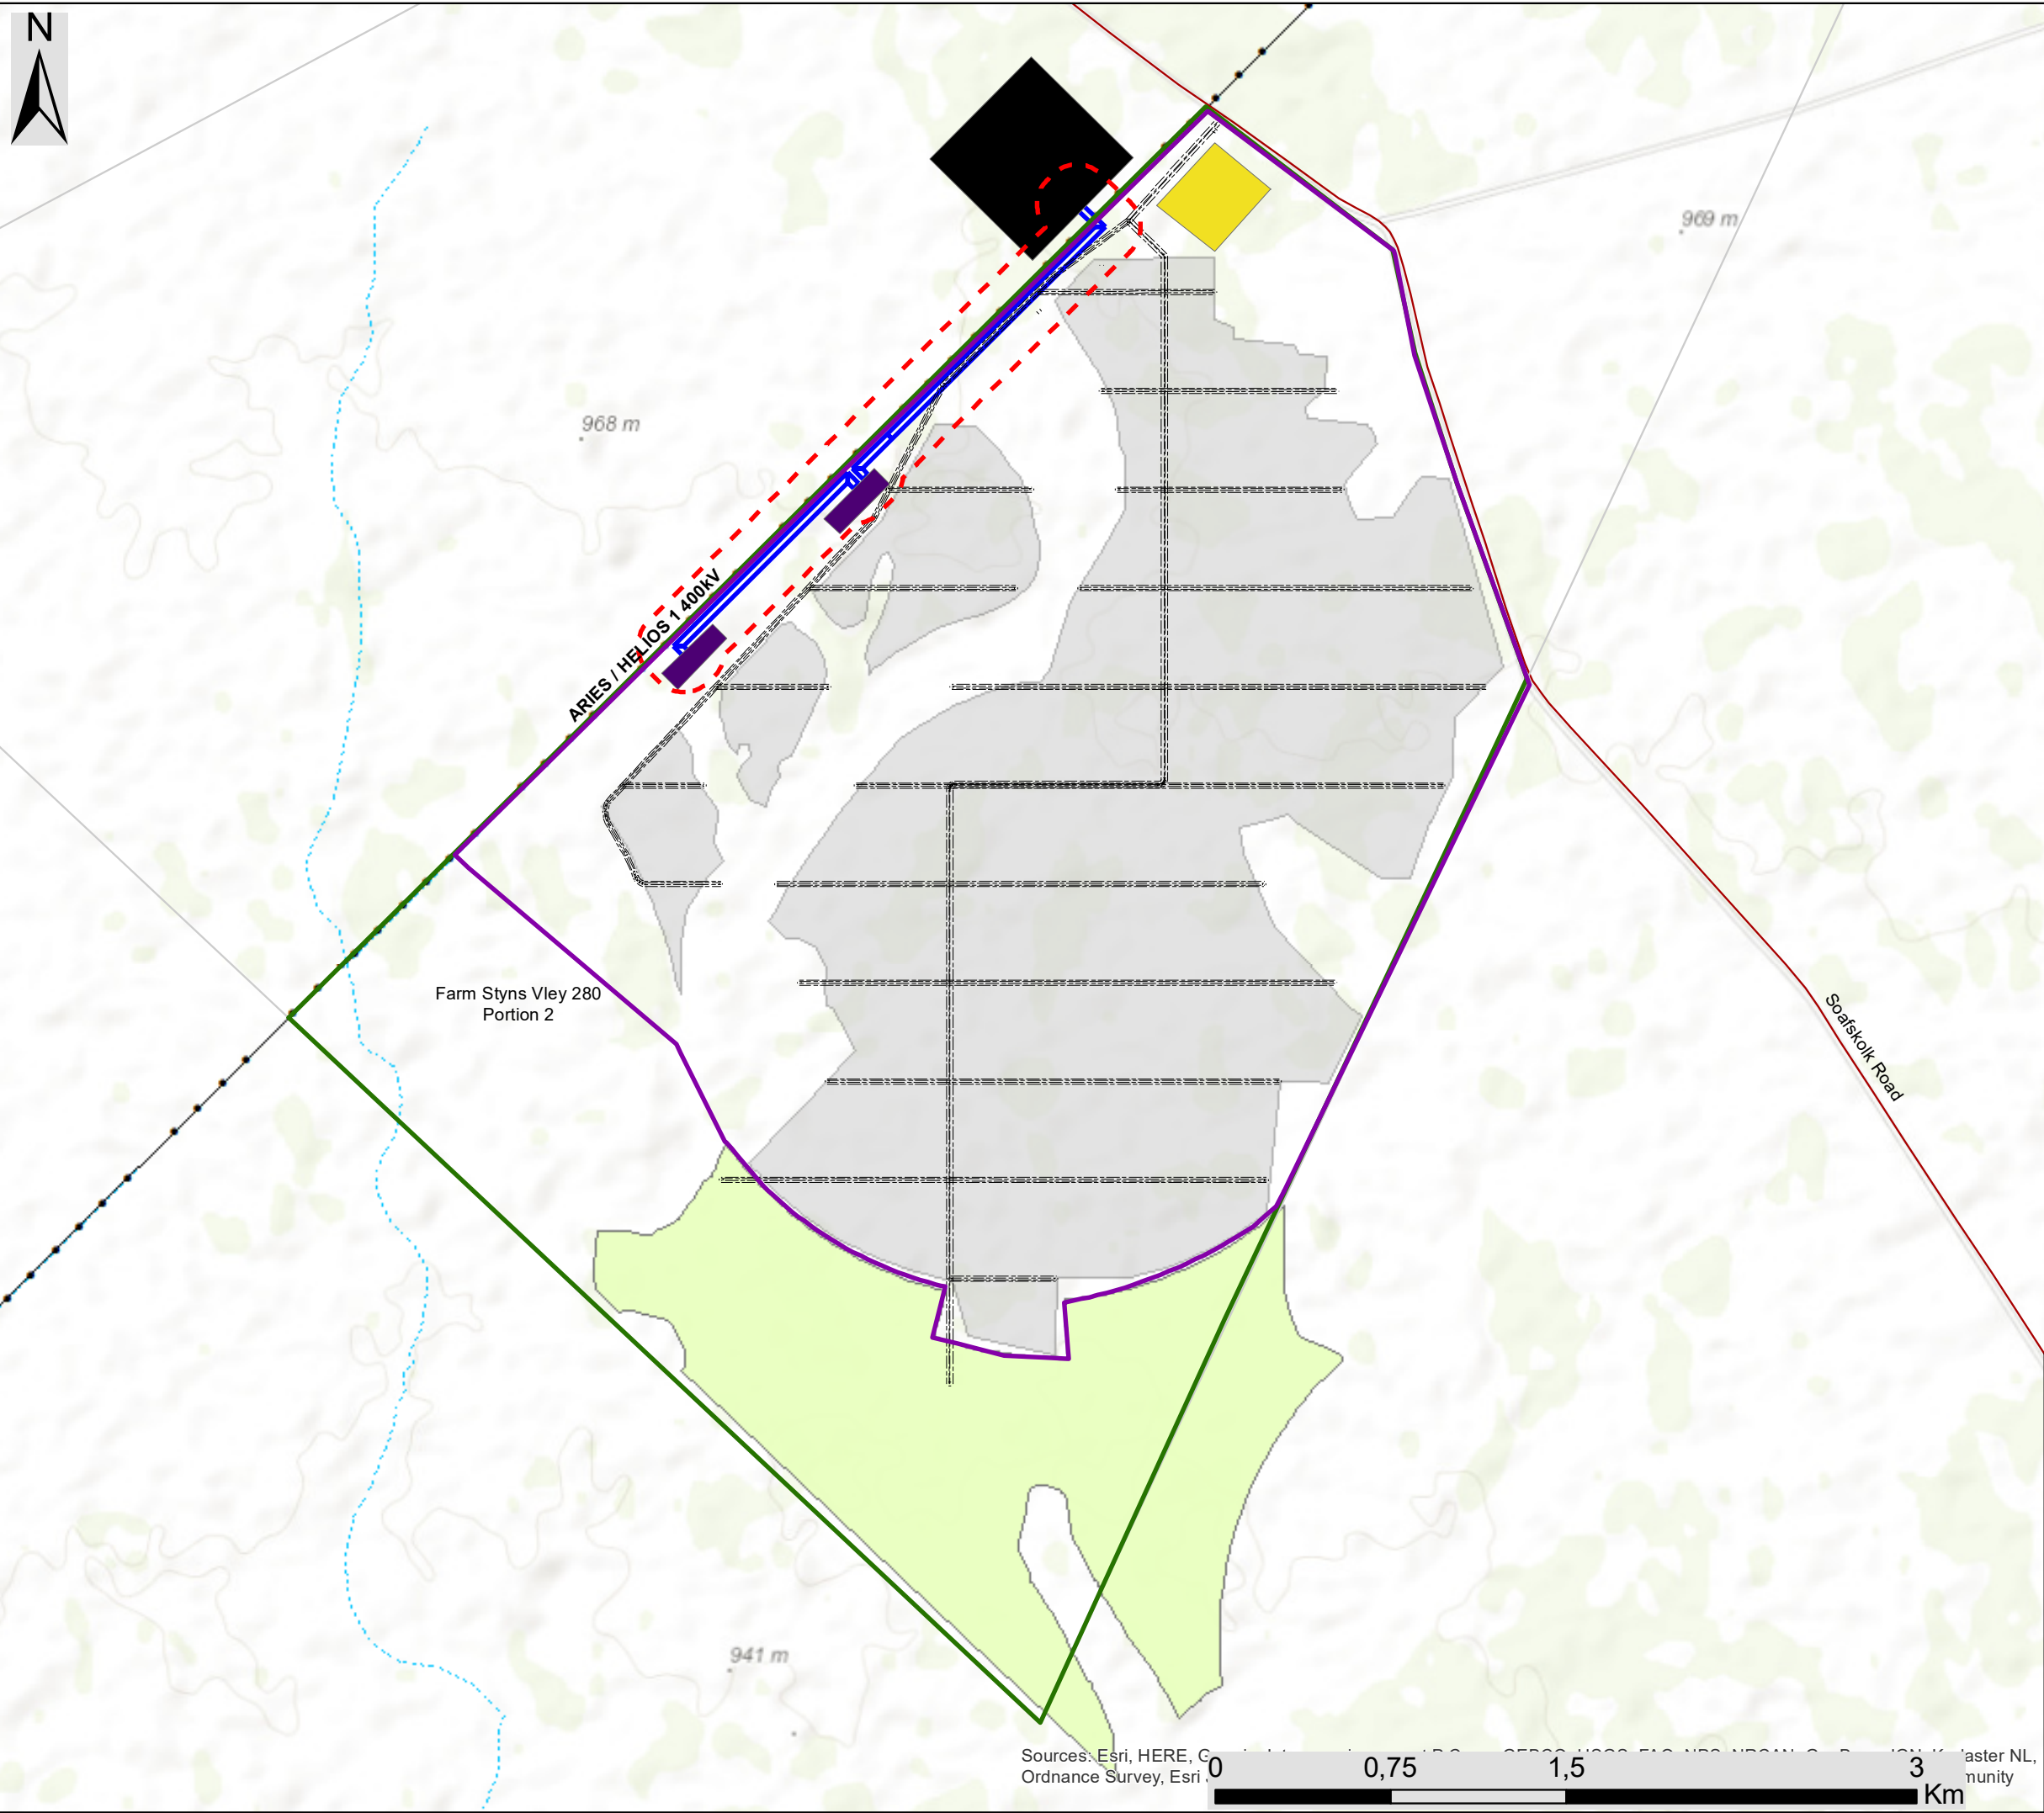 N
969 m
968 m
ARIES / HELIOS 1 400kV
Farm Styns Vley 280
Portion 2
Soafskolk Road
941 m
Sources: Esri, HERE, NL,
Ordnance Survey, Esri
0 0,75 1,5 3
Km